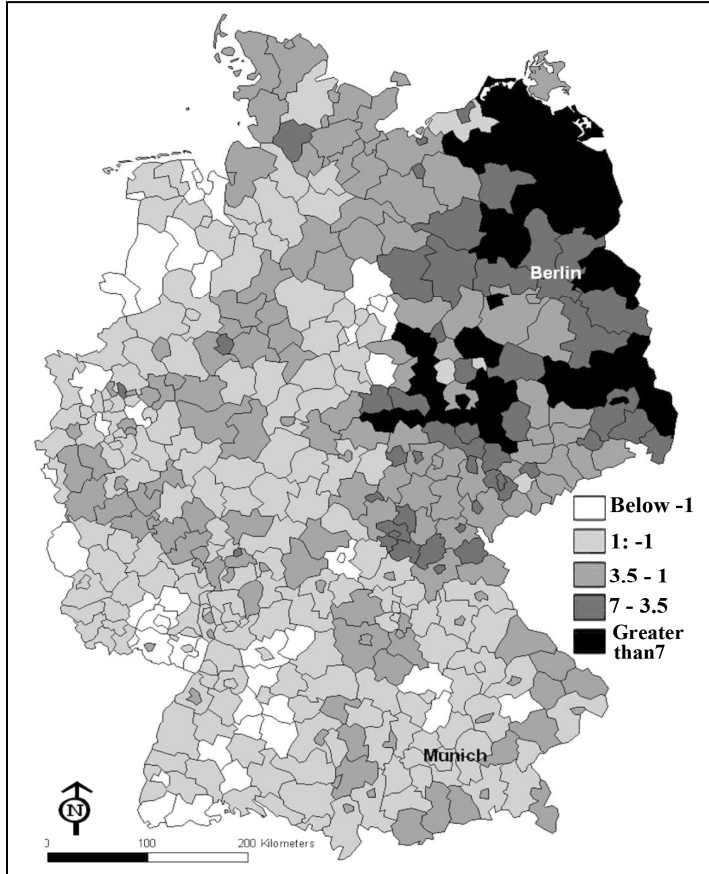 Berlin
Below -1
1: -1
3.5 - 1
7 - 3.5
Greater
than7
Munich
N
0 100 200 Kilometers